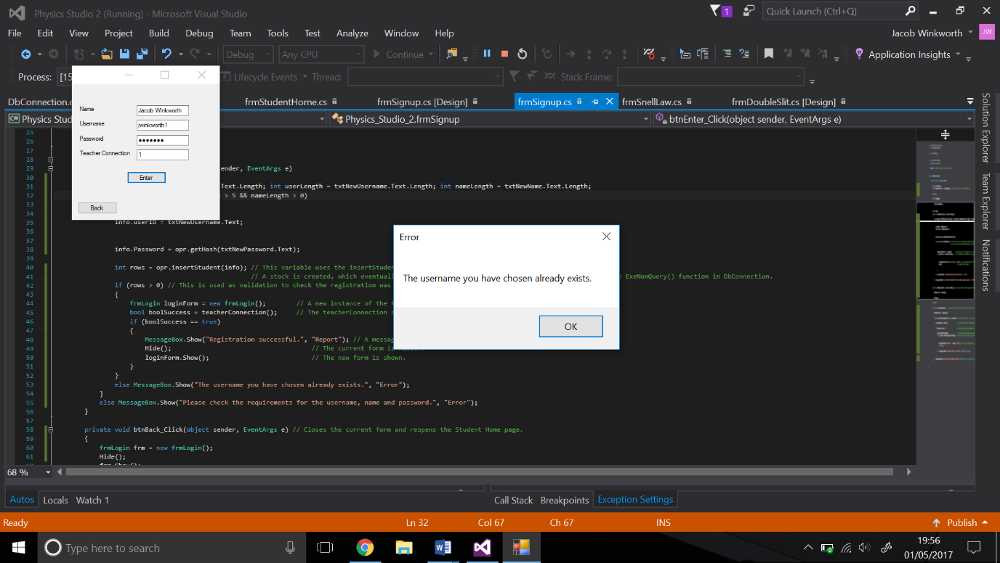 Physics Studio 2 (Running) - Microsoft Visual Studio
1
Quick Launch (Ctrl+Q)
File Edit View Project Build Debug Team Tools Test Analyze Window Help
Jacob Winkworth JW
Debug Any CPU Continue Application Insights
Process: [15 Lifecycle Events Thread: Stack Frame:
DbConnection.c frmStudentHome.cs frmSignup.cs [Design] frmSignup.cs frmSnellLaw.cs frmDoubleSlit.cs [Design]
Physics Stud Physics_Studio_2.frmSignup btnEnter_Click(object sender, EventArgs e)
Name Jacob Winkworth
Username jwinkworth1
Password •••••••
Teacher Connection 1
Enter
Back
25
26
27
28
29 ender, EventArgs e)
30
31 Text.Length; int userLength = txtNewUsername.Text.Length; int nameLength = txtNewName.Text.Length;
32 > 5 && nameLength > 0)
33
34
35 info.userID = txtNewUsername.Text;
36
37
38 info.Password = opr.getHash(txtNewPassword.Text);
39
40 int rows = opr.insertStudent(info); // This variable uses the insertStuden
41 // A stack is created, which eventuall ExeNonQuery() function in DbConnection.
42 if (rows > 0) // This is used as validation to check the registration was
43 {
44 frmLogin loginForm = new frmLogin(); // A new instance of the
45 bool boolSuccess = teacherConnection(); // The teacherConnection
46 if (boolSuccess == true)
47 {
48 MessageBox.Show("Registration successful.", "Report"); // A messag
49 Hide(); // The current form is hidden.
50 loginForm.Show(); // The new form is shown.
51 }
52 }
53 else MessageBox.Show("The username you have chosen already exists.", "Error");
54 }
55 else MessageBox.Show("Please check the requirements for the username, name and password.", "Error");
56 }
57
58 private void btnBack_Click(object sender, EventArgs e) // Closes the current form and reopens the Student Home page.
59 {
60 frmLogin frm = new frmLogin();
61 Hide();
Error
The username you have chosen already exists.
OK
Solution Explorer
Team Explorer
Notifications
68 %
Autos Locals Watch 1
Call Stack Breakpoints Exception Settings
Ready Ln 32 Col 67 Ch 67 INS Publish
Type here to search
19:56
01/05/2017